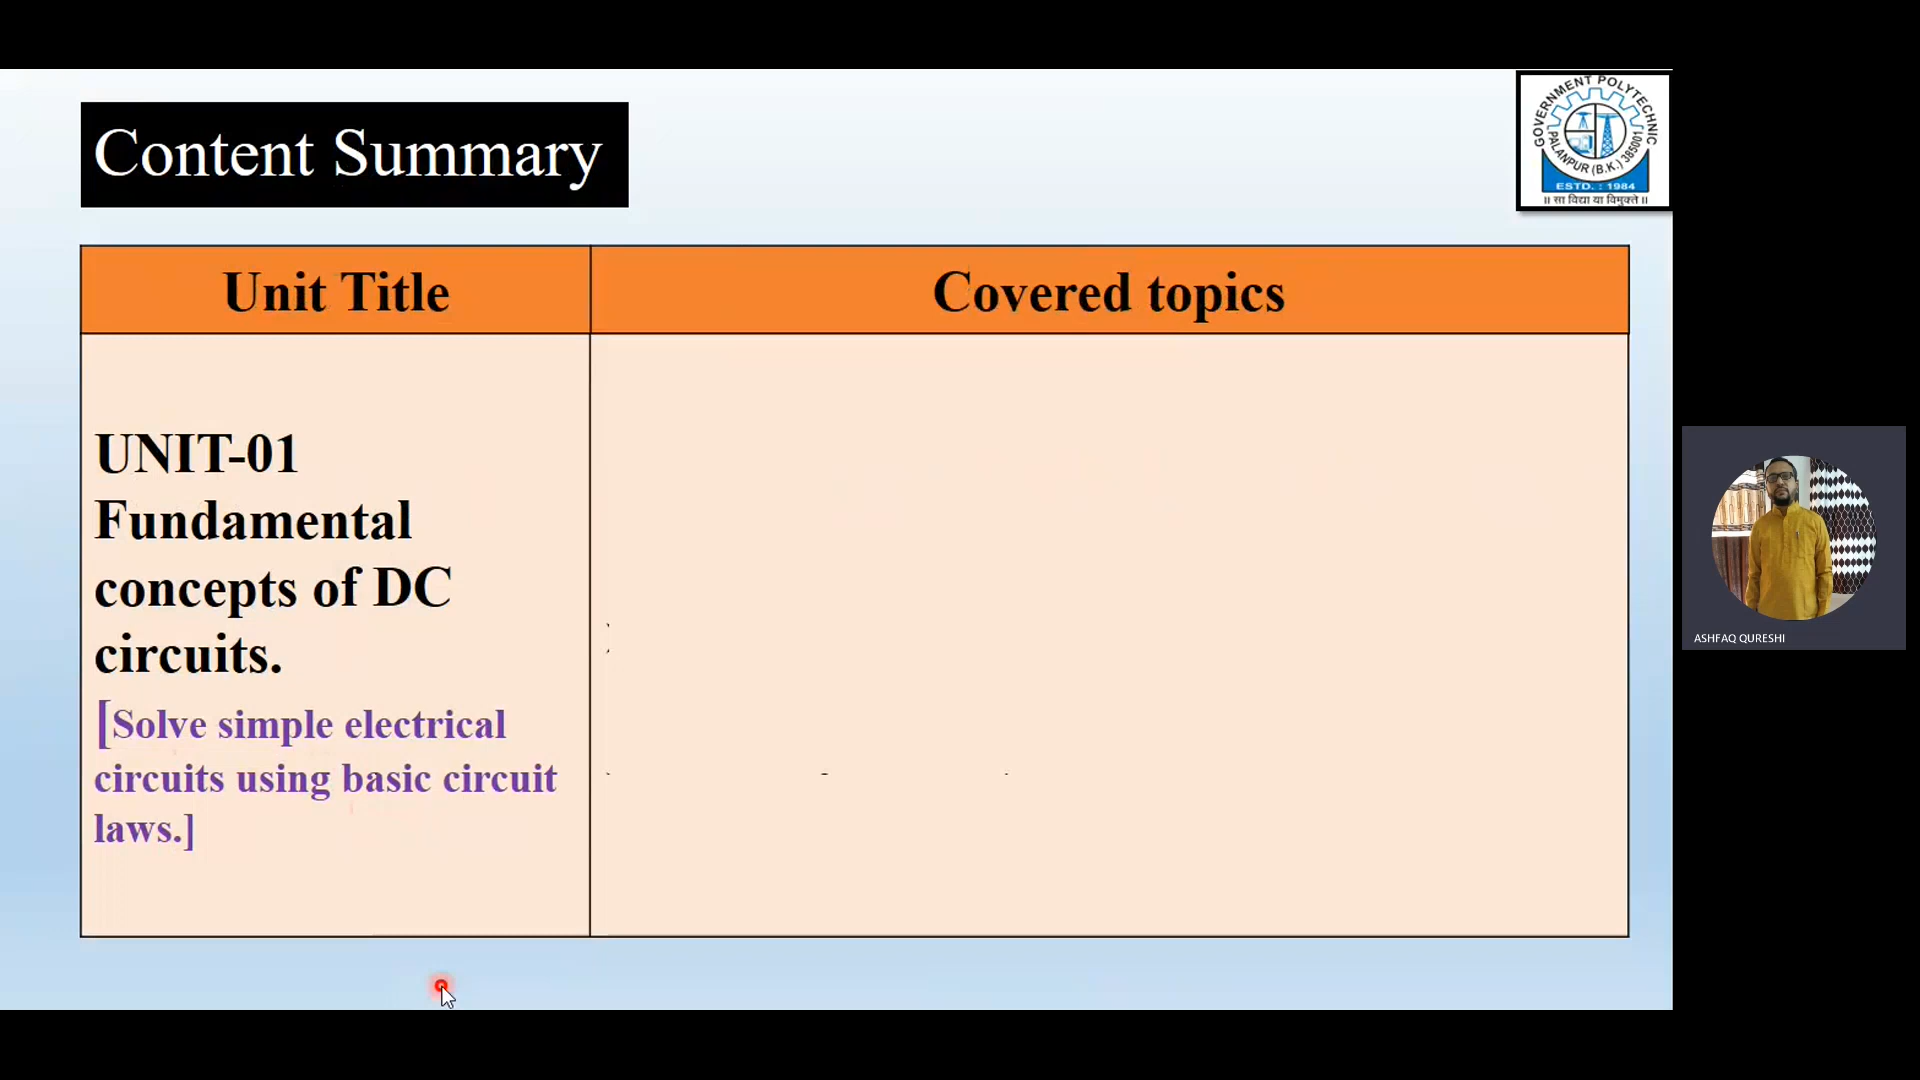 Content Summary
GOVERNMENT POLYTECHNIC
PALANPUR (B.K.) 385001
ESTD. : 1984
॥ सा विद्या या विमुक्ते ॥
Unit Title
Covered topics
UNIT-01
Fundamental
concepts of DC
circuits.
[Solve simple electrical
circuits using basic circuit
laws.]
ASHFAQ QURESHI